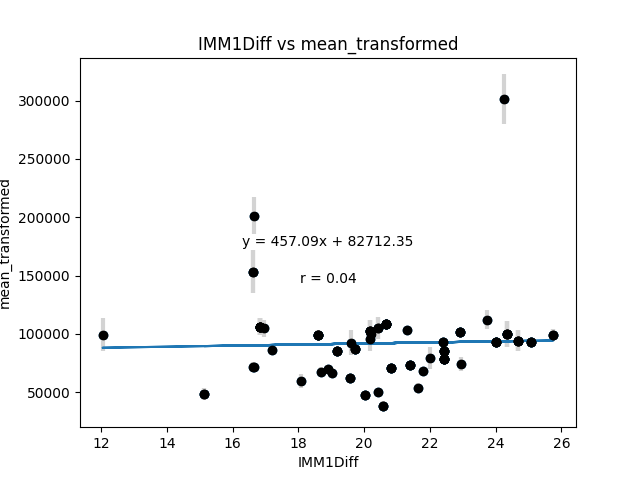 IMM1Diff vs mean_transformed
mean_transformed
300000
250000
200000
150000
100000
50000
y = 457.09x + 82712.35
r = 0.04
12 14 16 18 20 22 24 26
IMM1Diff